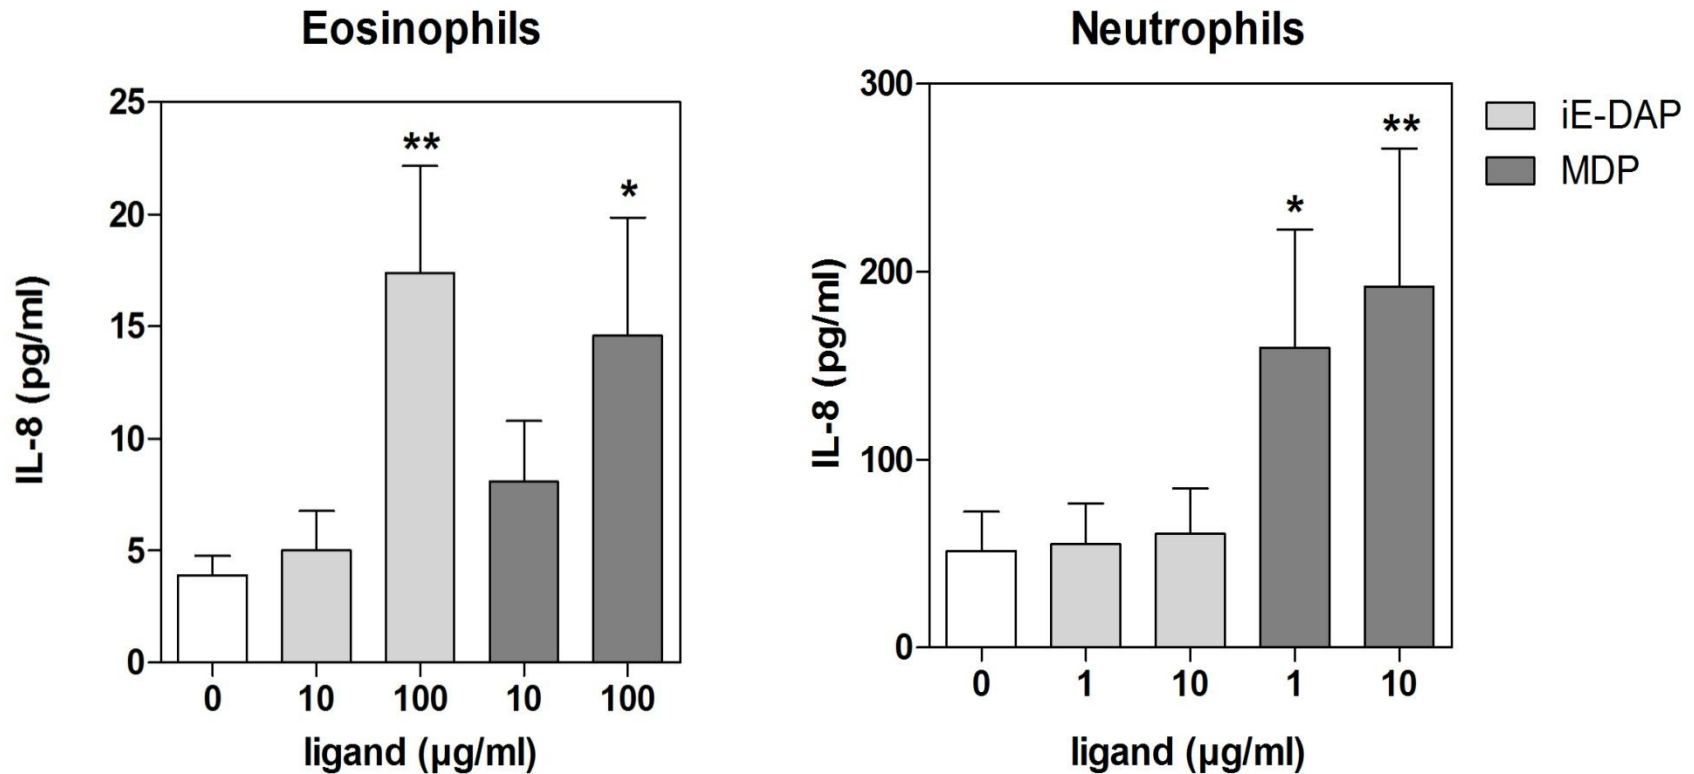 Eosinophils
IL-8 (pg/ml)
25
20
15
10
5
0
**
*
0 10 100 10 100
ligand (µg/ml)
Neutrophils
IL-8 (pg/ml)
300
200
100
0
*
**
0 1 10 1 10
ligand (µg/ml)
iE-DAP
MDP